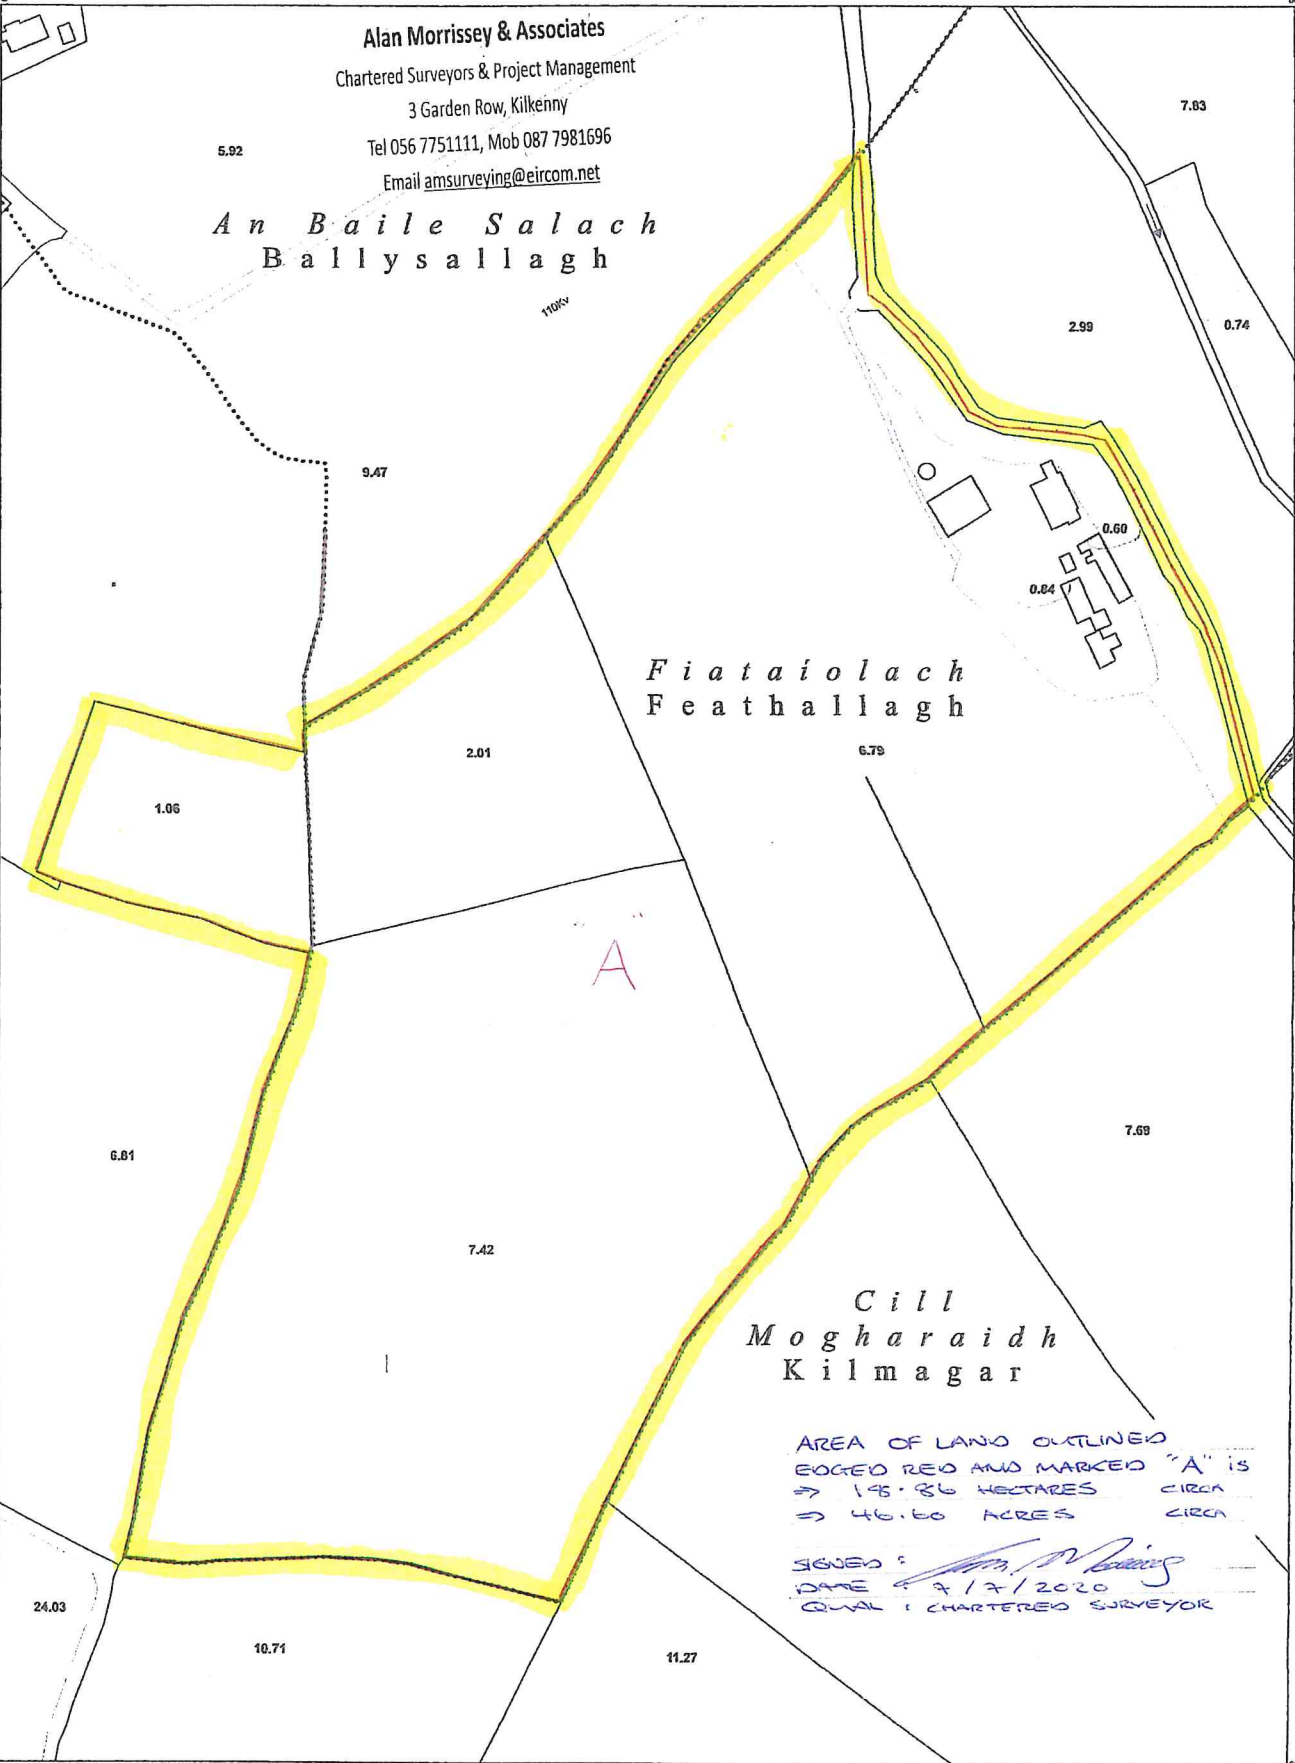 Alan Morrissey & Associates
Chartered Surveyors & Project Management
3 Garden Row, Kilkenny
Tel 056 7751111, Mob 087 7981696
Email amsurveying@eircom.net
7.83
5.92
An Baile Salach
Ballysallagh
110Kv
2.99
0.74
9.47
0.60
0.84
Fiataíolach
Feathallagh
6.79
2.01
1.06
"A"
7.69
6.81
7.42
Cill
Mogharaidh
Kilmagar
AREA OF LAND OUTLINED
EDGED RED AND MARKED "A" IS
⇒ 18.86 HECTARES CIRCA
⇒ 46.60 ACRES CIRCA
SIGNED :
DATE : 7/7/2020
QUAL : CHARTERED SURVEYOR
24.03
10.71
11.27